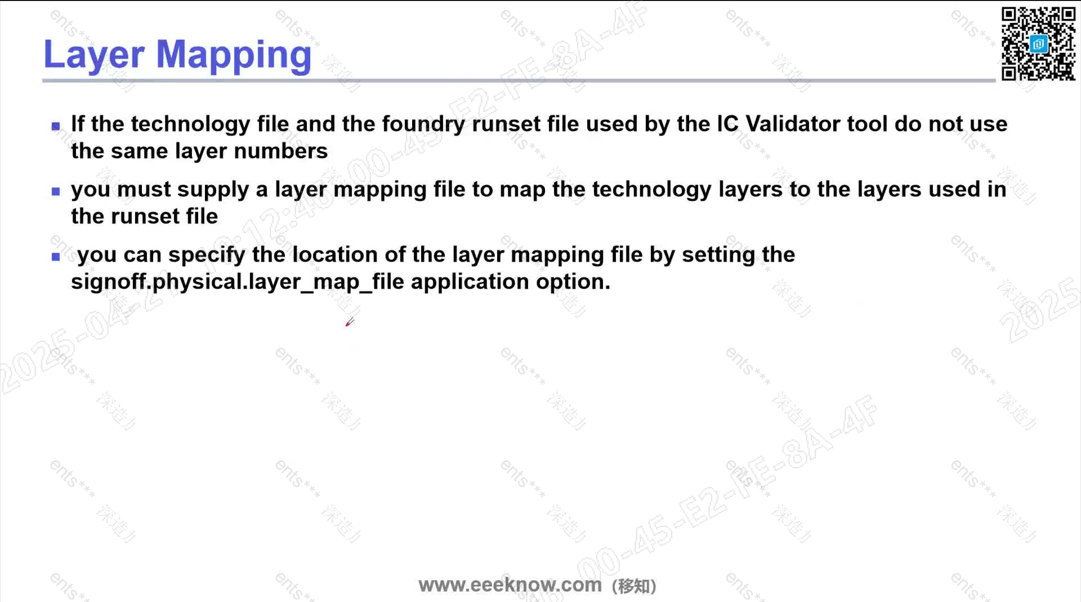 Layer Mapping
If the technology file and the foundry runset file used by the IC Validator tool do not use
the same layer numbers
you must supply a layer mapping file to map the technology layers to the layers used in
the runset file
you can specify the location of the layer mapping file by setting the
signoff.physical.layer_map_file application option.
www.eeeknow.com（移知）